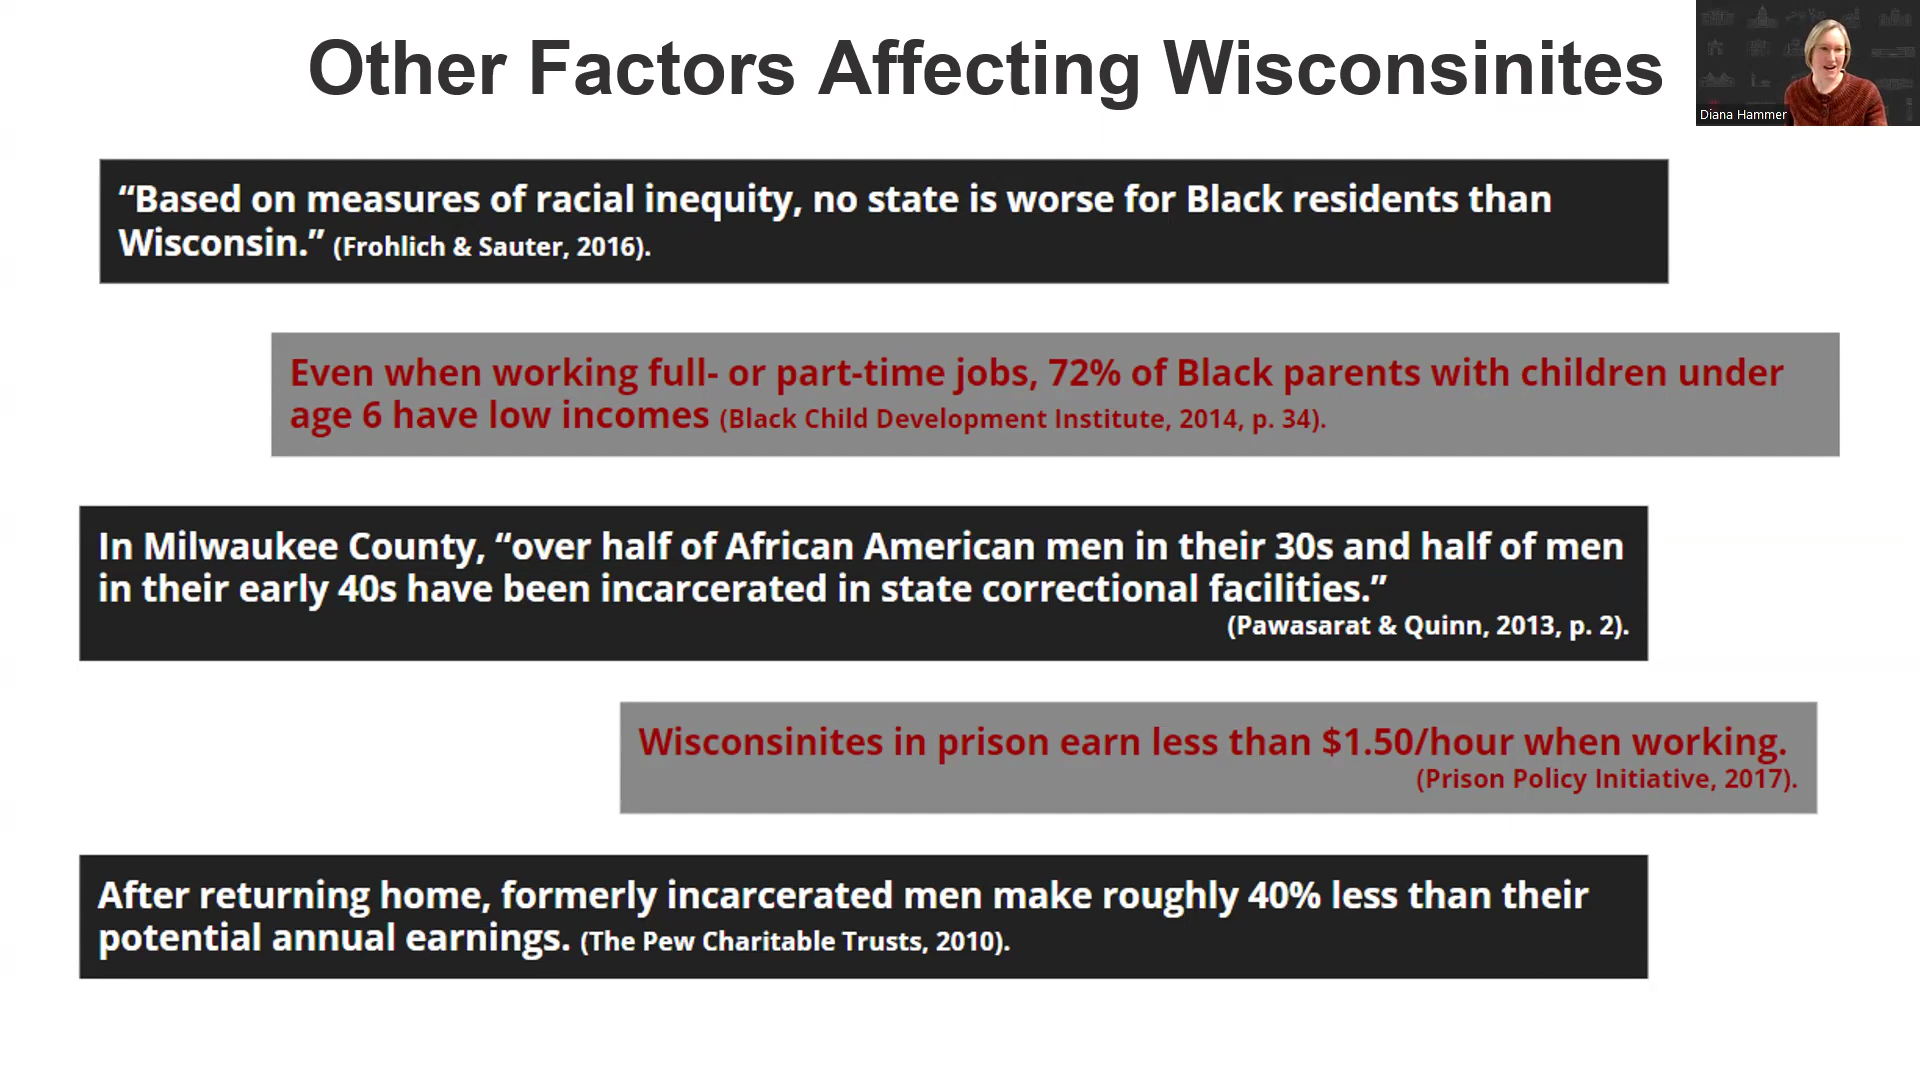 Other Factors Affecting Wisconsinites
Diana Hammer
“Based on measures of racial inequity, no state is worse for Black residents than
Wisconsin.” (Frohlich & Sauter, 2016).
Even when working full- or part-time jobs, 72% of Black parents with children under
age 6 have low incomes (Black Child Development Institute, 2014, p. 34).
In Milwaukee County, “over half of African American men in their 30s and half of men
in their early 40s have been incarcerated in state correctional facilities.”
(Pawasarat & Quinn, 2013, p. 2).
Wisconsinites in prison earn less than $1.50/hour when working.
(Prison Policy Initiative, 2017).
After returning home, formerly incarcerated men make roughly 40% less than their
potential annual earnings. (The Pew Charitable Trusts, 2010).